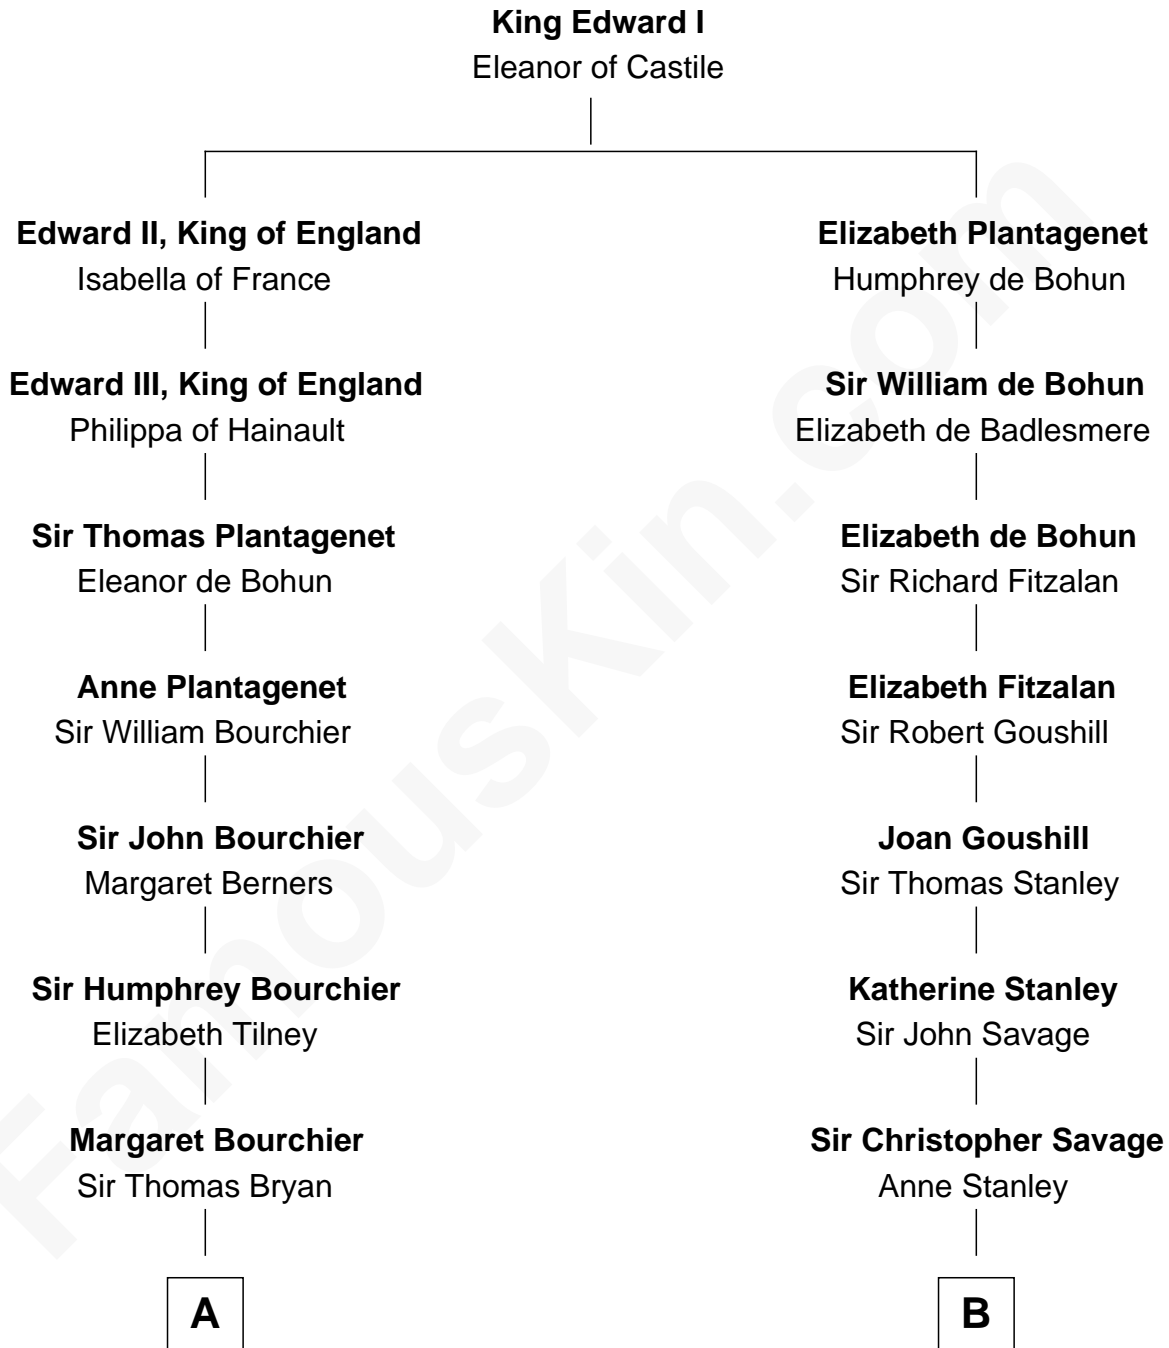 King Edward I
Eleanor of Castile
Edward II, King of England
Isabella of France
Elizabeth Plantagenet
Humphrey de Bohun
Edward III, King of England
Philippa of Hainault
Sir William de Bohun
Elizabeth de Badlesmere
Sir Thomas Plantagenet
Eleanor de Bohun
Elizabeth de Bohun
Sir Richard Fitzalan
Anne Plantagenet
Sir William Bourchier
Elizabeth Fitzalan
Sir Robert Goushill
Sir John Bourchier
Margaret Berners
Joan Goushill
Sir Thomas Stanley
Sir Humphrey Bourchier
Elizabeth Tilney
Katherine Stanley
Sir John Savage
Margaret Bourchier
Sir Thomas Bryan
Sir Christopher Savage
Anne Stanley
A
B
FamousKin.com